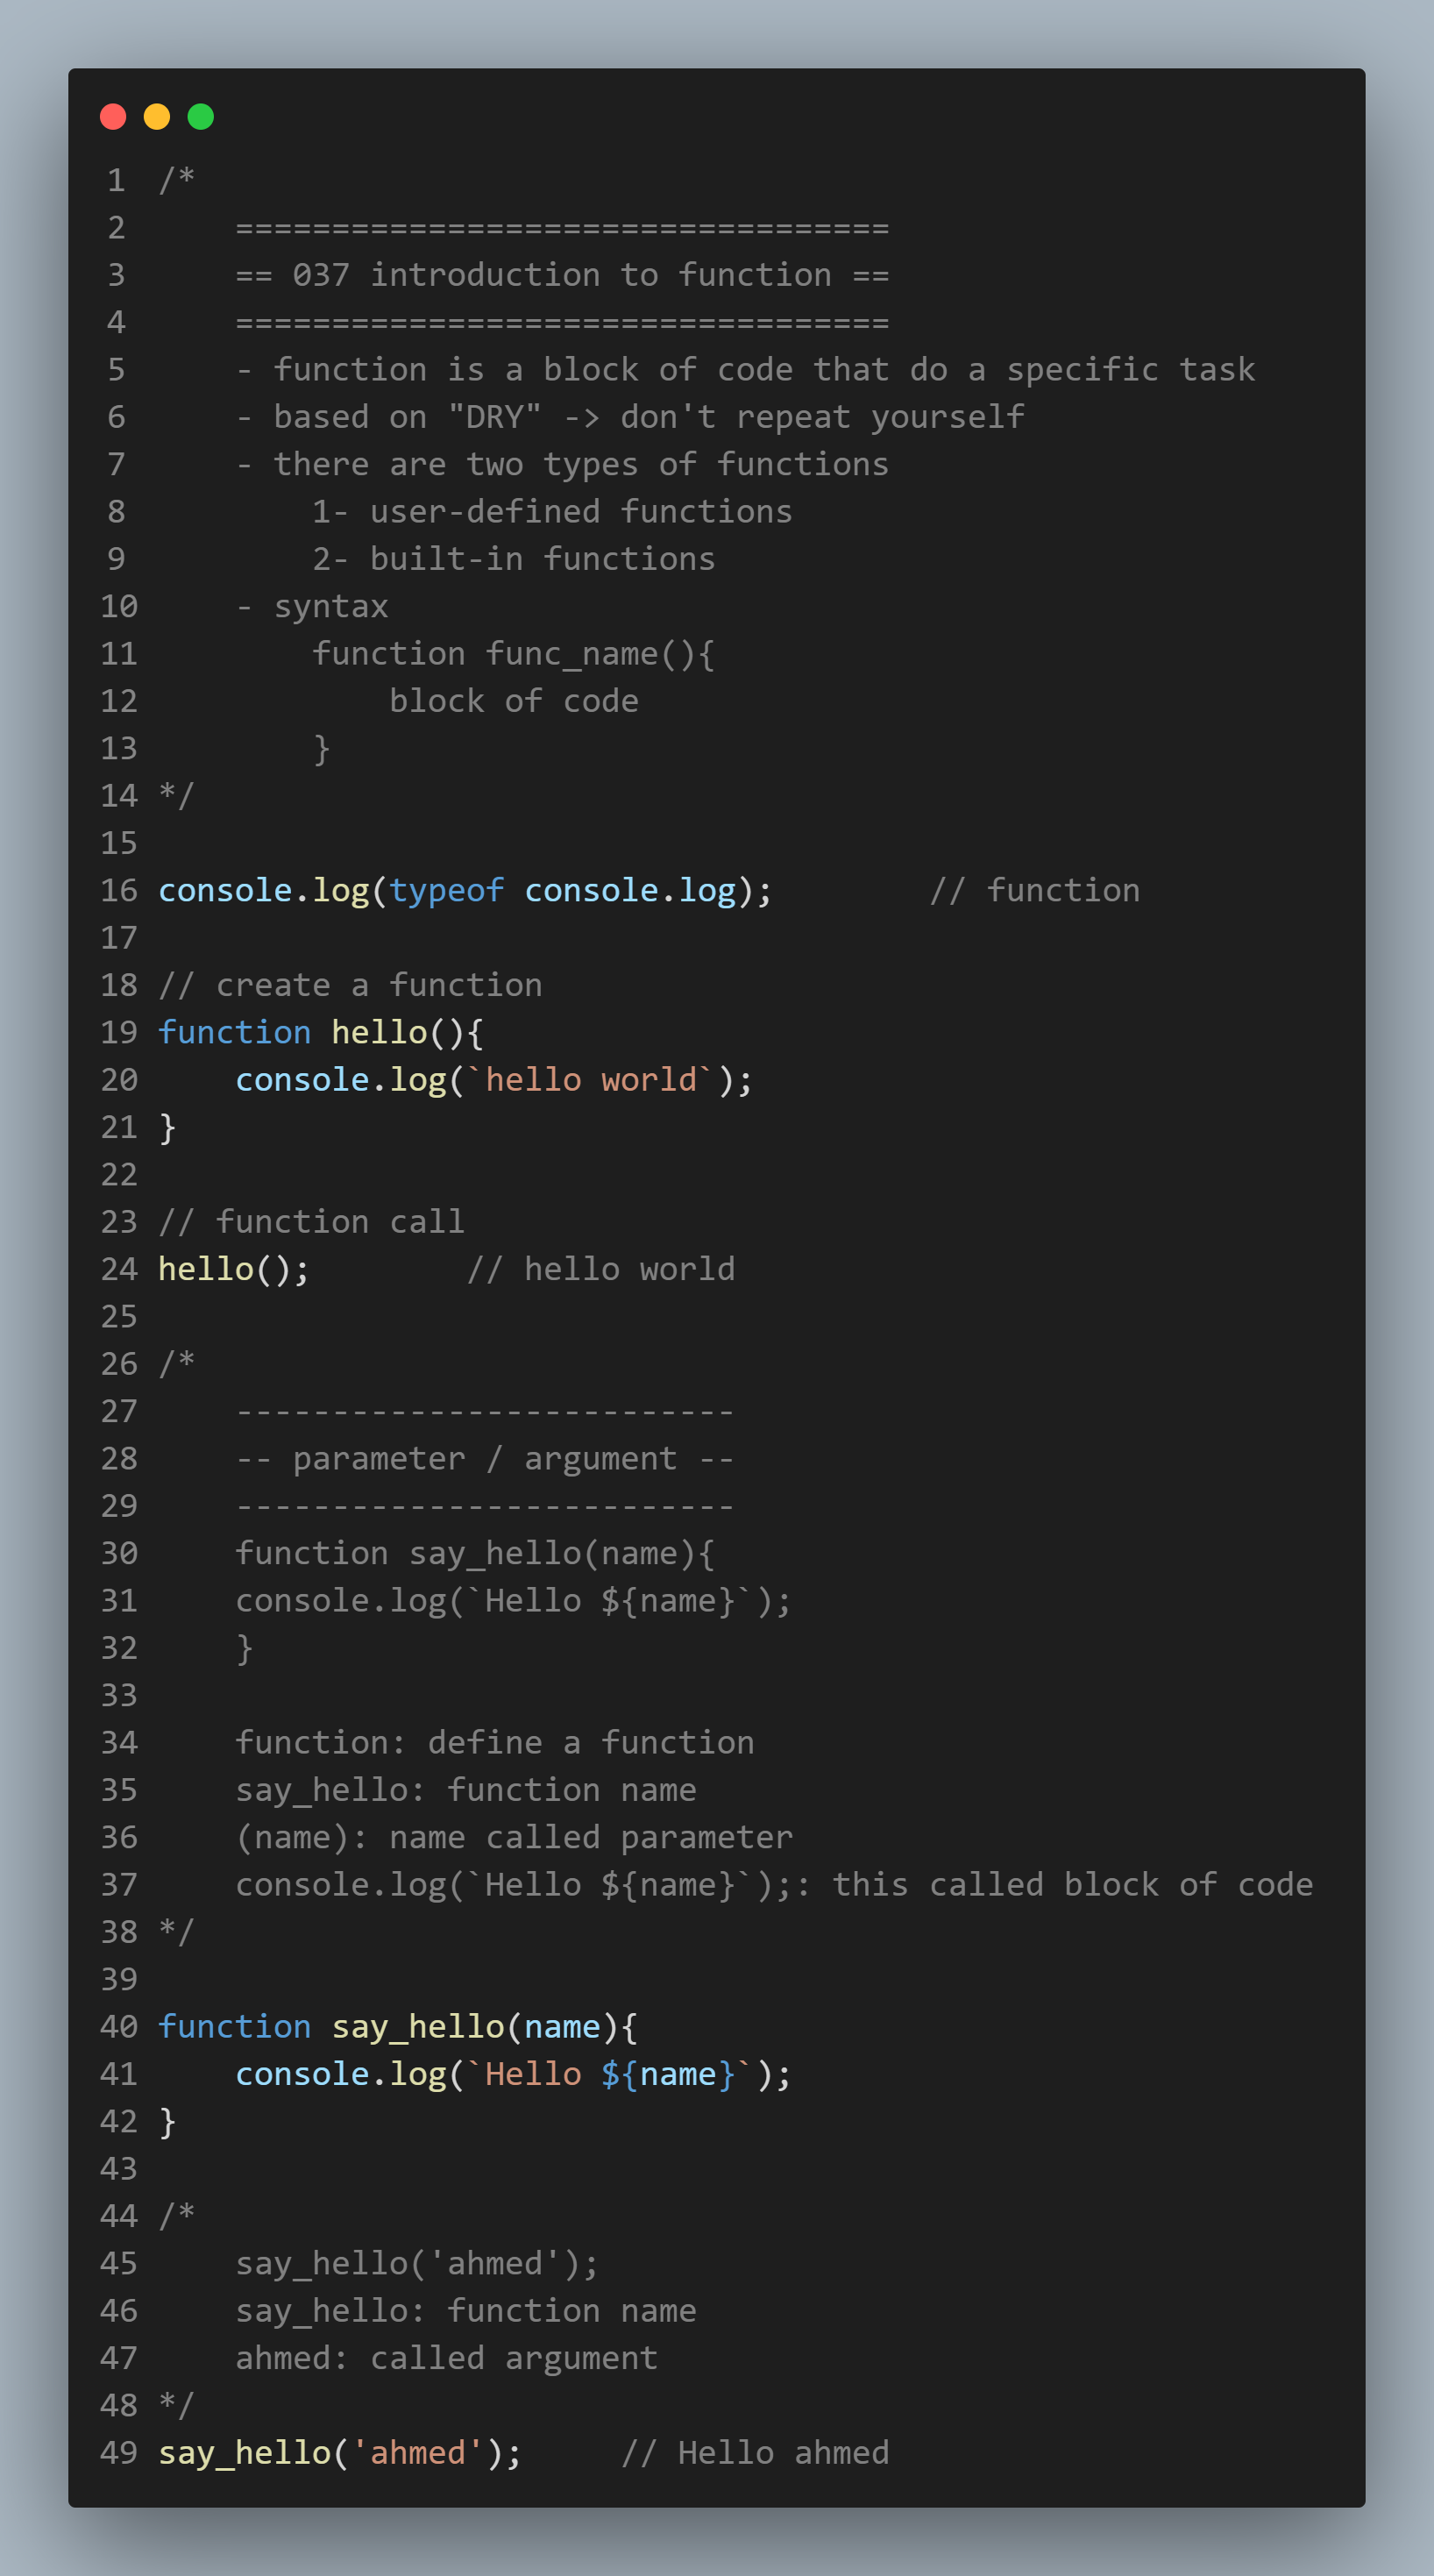 1 /*
2     ==================================
3     == 037 introduction to function ==
4     ==================================
5     - function is a block of code that do a specific task
6     - based on "DRY" -> don't repeat yourself
7     - there are two types of functions
8         1- user-defined functions
9         2- built-in functions
10     - syntax
11         function func_name(){
12             block of code
13         }
14 */
15
16 console.log(typeof console.log);        // function
17
18 // create a function
19 function hello(){
20     console.log(`hello world`);
21 }
22
23 // function call
24 hello();        // hello world
25
26 /*
27     --------------------------
28     -- parameter / argument --
29     --------------------------
30     function say_hello(name){
31     console.log(`Hello ${name}`);
32     }
33
34     function: define a function
35     say_hello: function name
36     (name): name called parameter
37     console.log(`Hello ${name}`);: this called block of code
38 */
39
40 function say_hello(name){
41     console.log(`Hello ${name}`);
42 }
43
44 /*
45     say_hello('ahmed');
46     say_hello: function name
47     ahmed: called argument
48 */
49 say_hello('ahmed');     // Hello ahmed